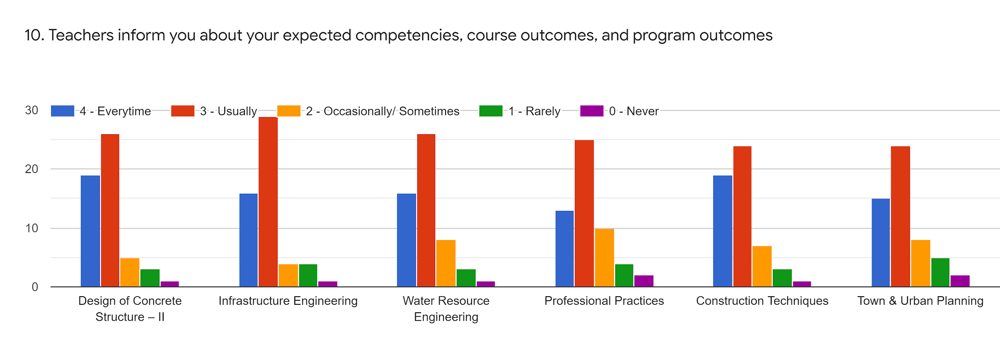 10. Teachers inform you about your expected competencies, course outcomes, and program outcomes
30
4 - Everytime
3 - Usually
2 - Occasionally/ Sometimes
1 - Rarely
0 - Never
20
10
0
Design of Concrete
Structure – II
Infrastructure Engineering
Water Resource
Engineering
Professional Practices
Construction Techniques
Town & Urban Planning